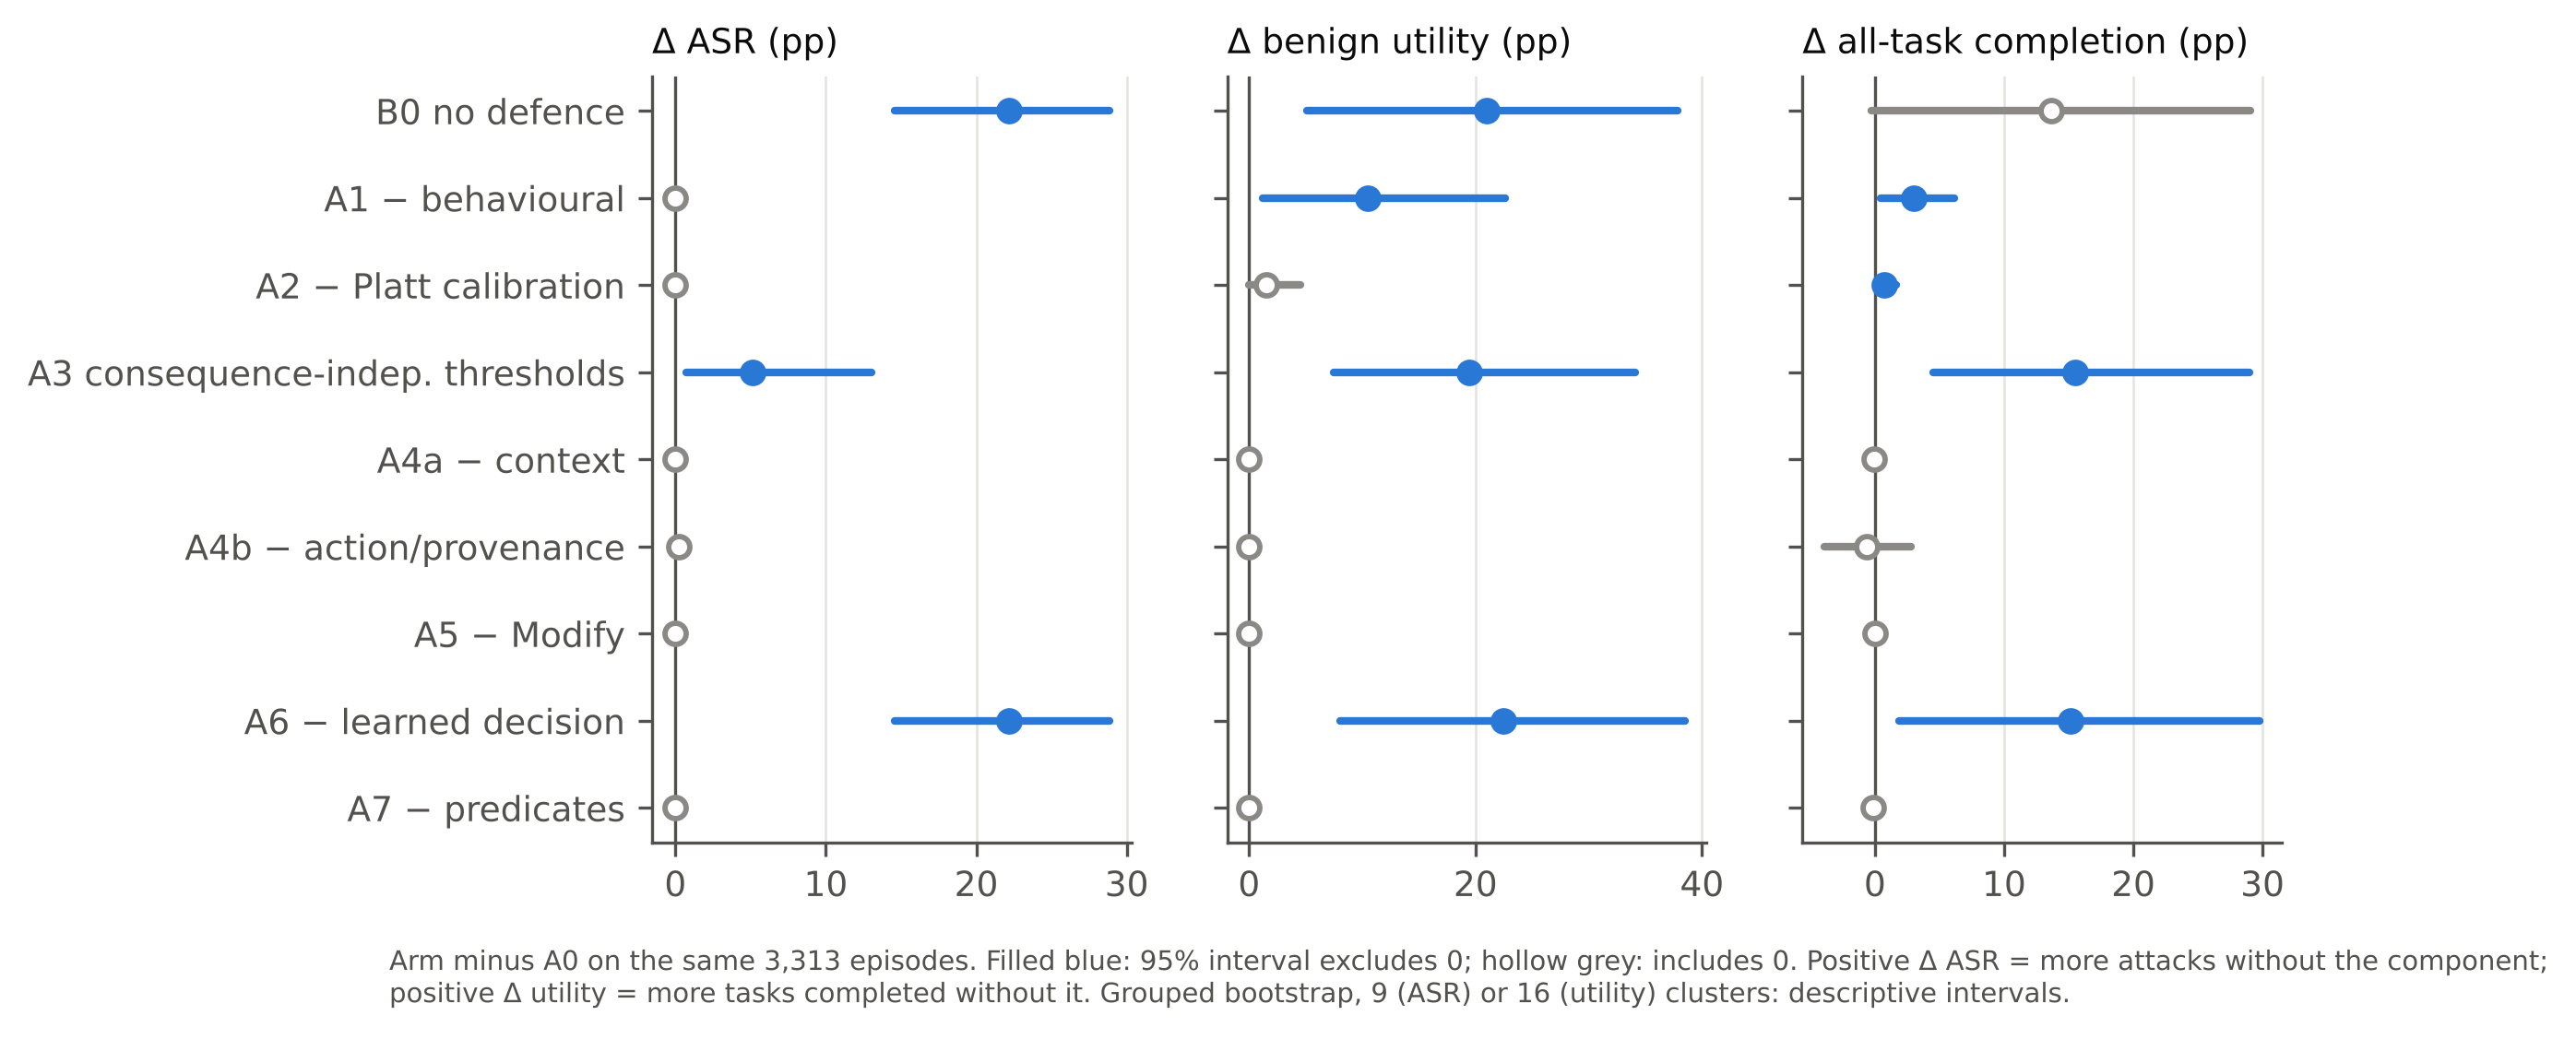 Δ ASR (pp)
Δ benign utility (pp)
Δ all-task completion (pp)
B0 no defence
A1 − behavioural
A2 − Platt calibration
A3 consequence-indep. thresholds
A4a − context
A4b − action/provenance
A5 − Modify
A6 − learned decision
A7 − predicates
0 10 20 30
0 20 40
0 10 20 30
Arm minus A0 on the same 3,313 episodes. Filled blue: 95% interval excludes 0; hollow grey: includes 0. Positive Δ ASR = more attacks without the component;
positive Δ utility = more tasks completed without it. Grouped bootstrap, 9 (ASR) or 16 (utility) clusters: descriptive intervals.